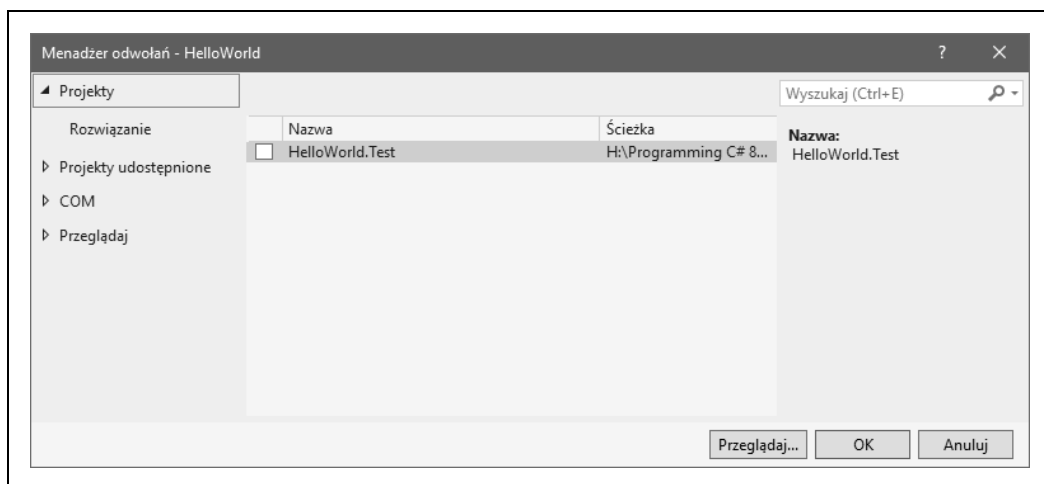 Menadżer odwołań - HelloWorld ?
Projekty
Wyszukaj (Ctrl+E)
Rozwiązanie
Projekty udostępnione
COM
Przeglądaj
Nazwa Ścieżka
HelloWorld.Test H:\Programming C# 8...
Nazwa:
HelloWorld.Test
Przeglądaj... OK Anuluj